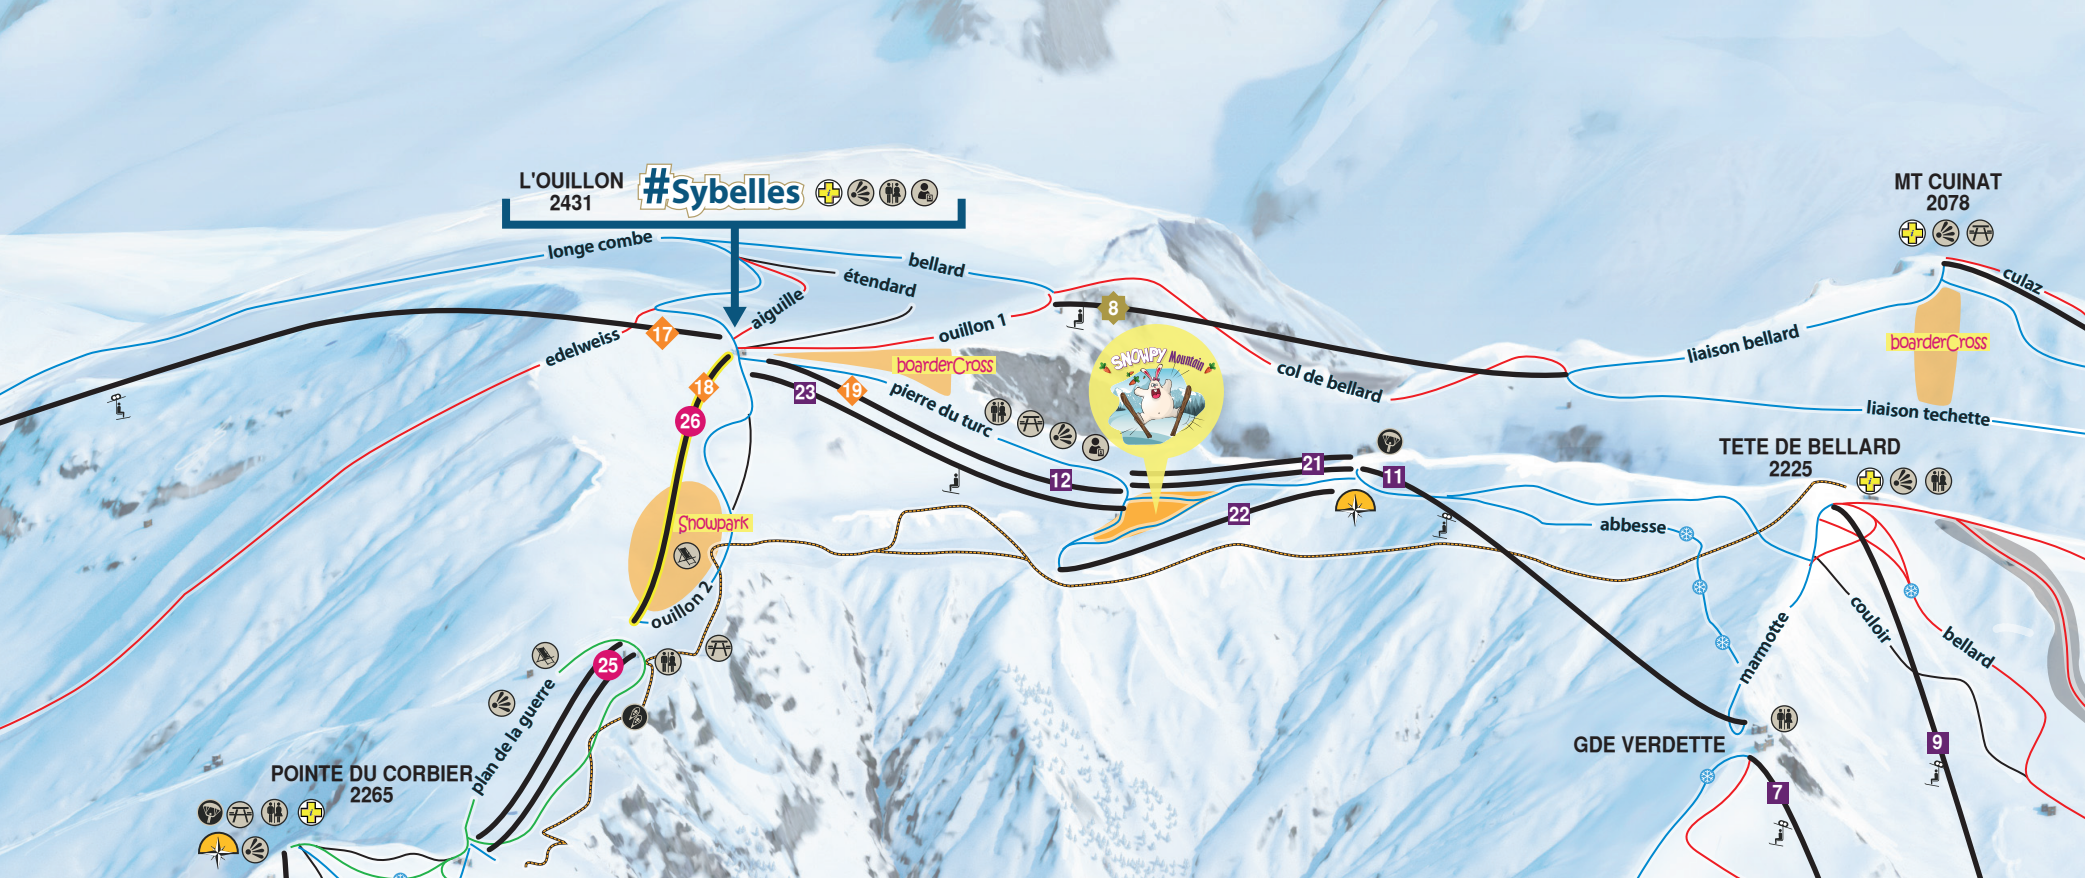 L'OUILLON
2431
#Sybelles
MT CUINAT
2078
longe combe
bellard
étendard
aiguille
culaz
8
ouillon 1
17
edelweiss
liaison bellard
boarderCross
SNOWPY Mountain
boarderCross
18
23
19
pierre du turc
col de bellard
liaison techette
26
TETE DE BELLARD
2225
21
12
11
22
Snowpark
abbesse
ouillon 2
couloir
marmotte
bellard
25
plan de la guerre
GDE VERDETTE
9
POINTE DU CORBIER
2265
7